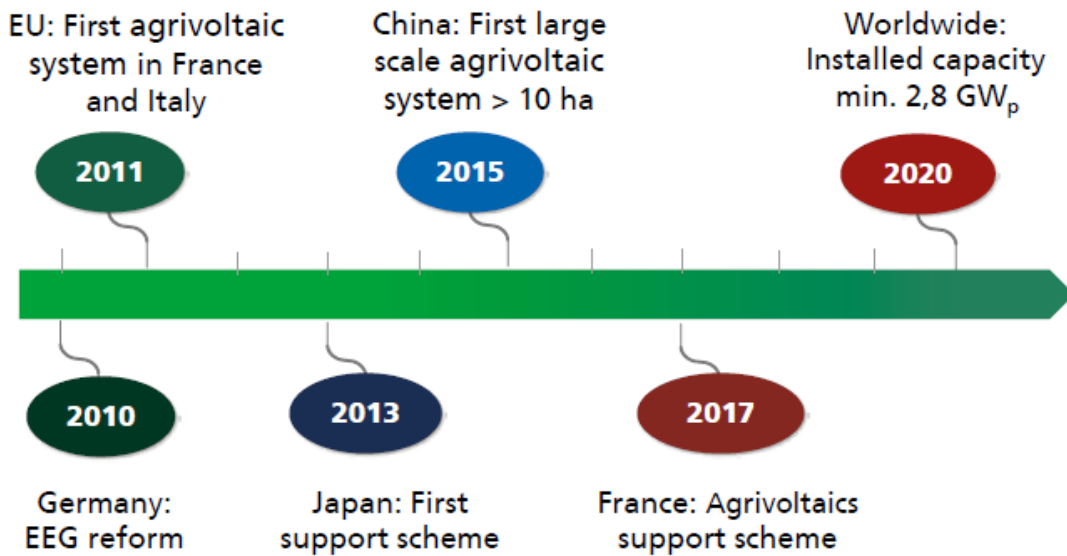 EU: First agrivoltaic
system in France
and Italy
China: First large
scale agrivoltaic
system > 10 ha
Worldwide:
Installed capacity
min. 2,8 GWp
2011
2015
2020
2010
2013
2017
Germany:
EEG reform
Japan: First
support scheme
France: Agrivoltaics
support scheme